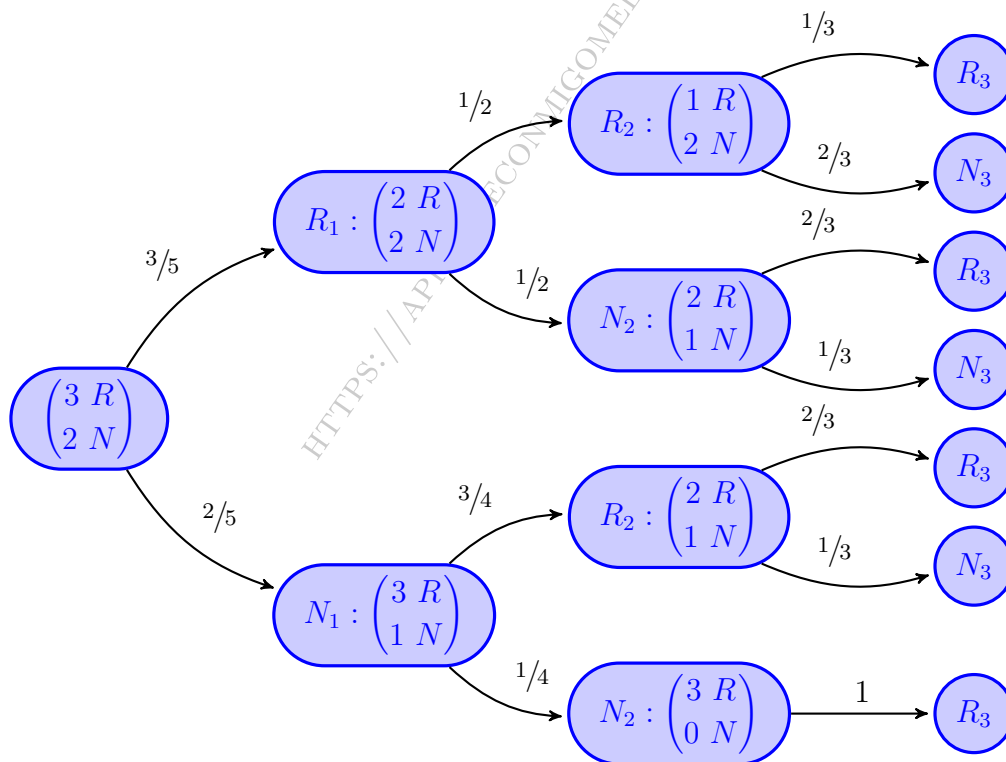 1/3
R₃
1/2
R₂ : (1 R
2 N)
2/3
N₃
R₁ : (2 R
2 N)
3/5
2/3
R₃
1/2
N₂ : (2 R
1 N)
1/3
N₃
(3 R
2 N)
2/3
R₃
2/5
3/4
R₂ : (2 R
1 N)
1/3
N₃
N₁ : (3 R
1 N)
1/4
N₂ : (3 R
0 N)
1
R₃